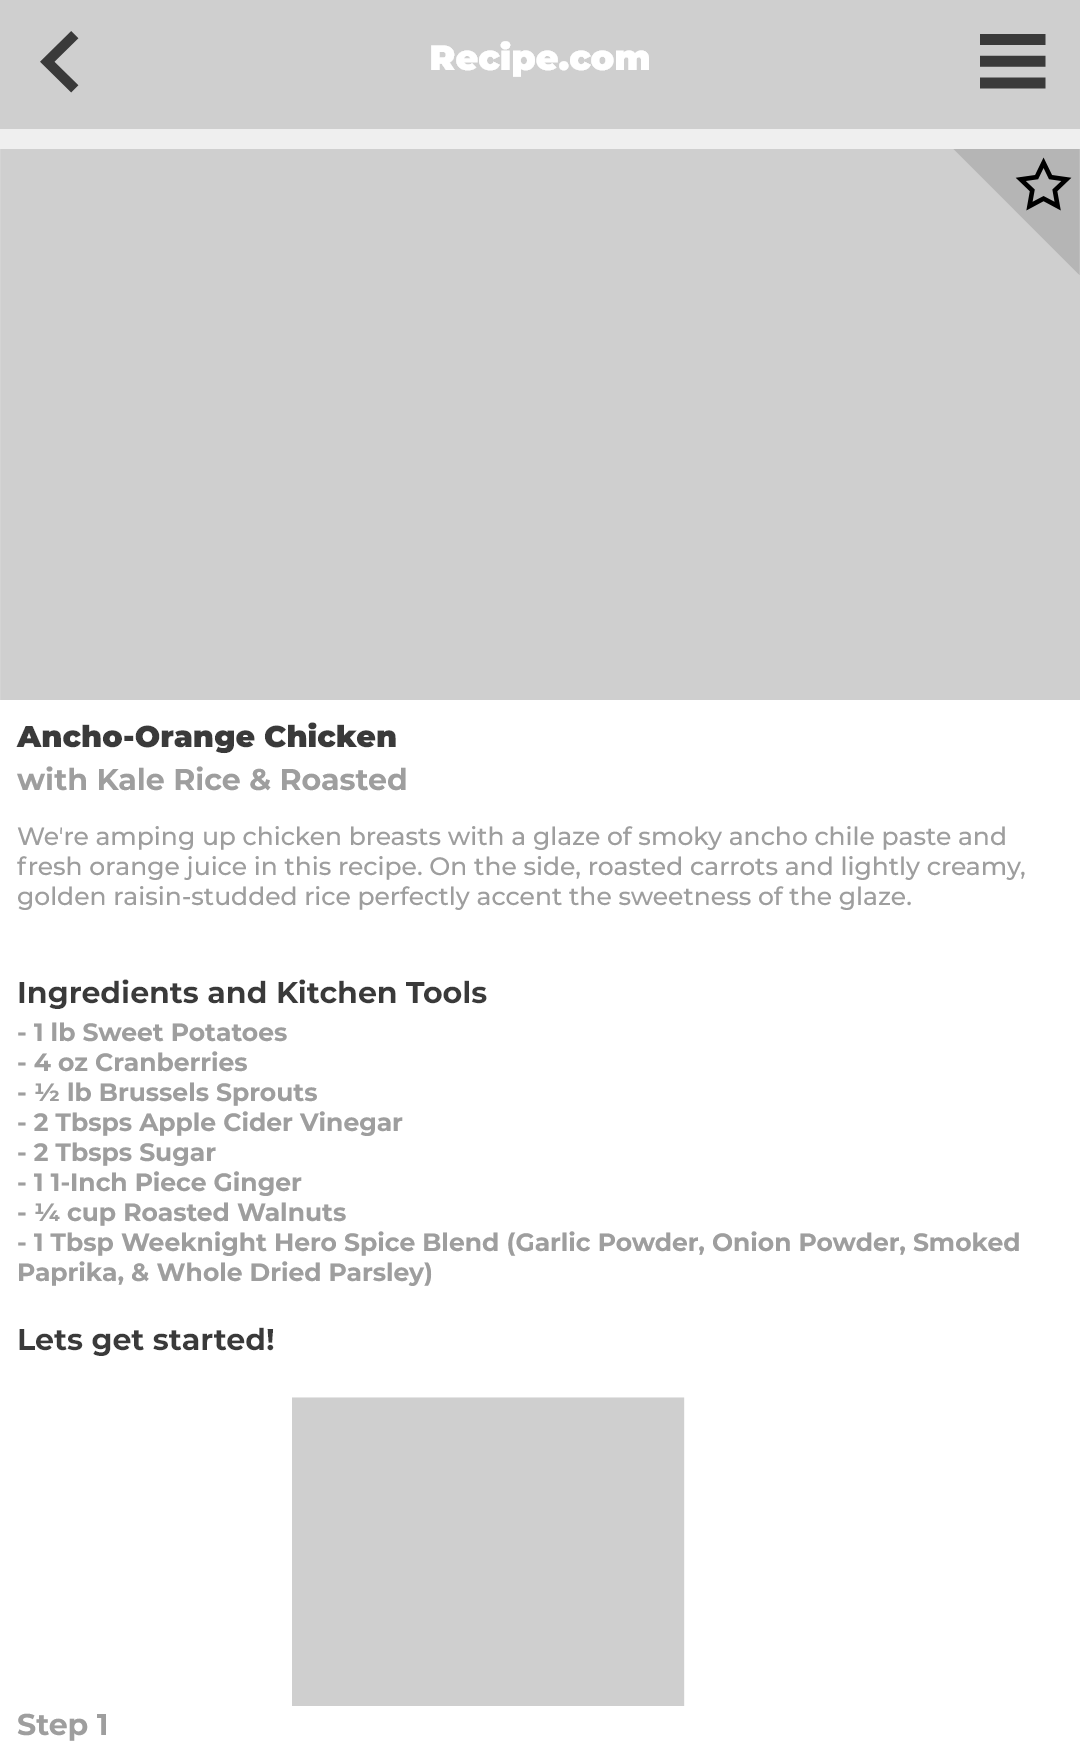 Recipe.com
Ancho-Orange Chicken
with Kale Rice & Roasted
We're amping up chicken breasts with a glaze of smoky ancho chile paste and
fresh orange juice in this recipe. On the side, roasted carrots and lightly creamy,
golden raisin-studded rice perfectly accent the sweetness of the glaze.
Ingredients and Kitchen Tools
- 1 lb Sweet Potatoes
- 4 oz Cranberries
- ½ lb Brussels Sprouts
- 2 Tbsps Apple Cider Vinegar
- 2 Tbsps Sugar
- 1 1-Inch Piece Ginger
- ¼ cup Roasted Walnuts
- 1 Tbsp Weeknight Hero Spice Blend (Garlic Powder, Onion Powder, Smoked
Paprika, & Whole Dried Parsley)
Lets get started!
Step 1